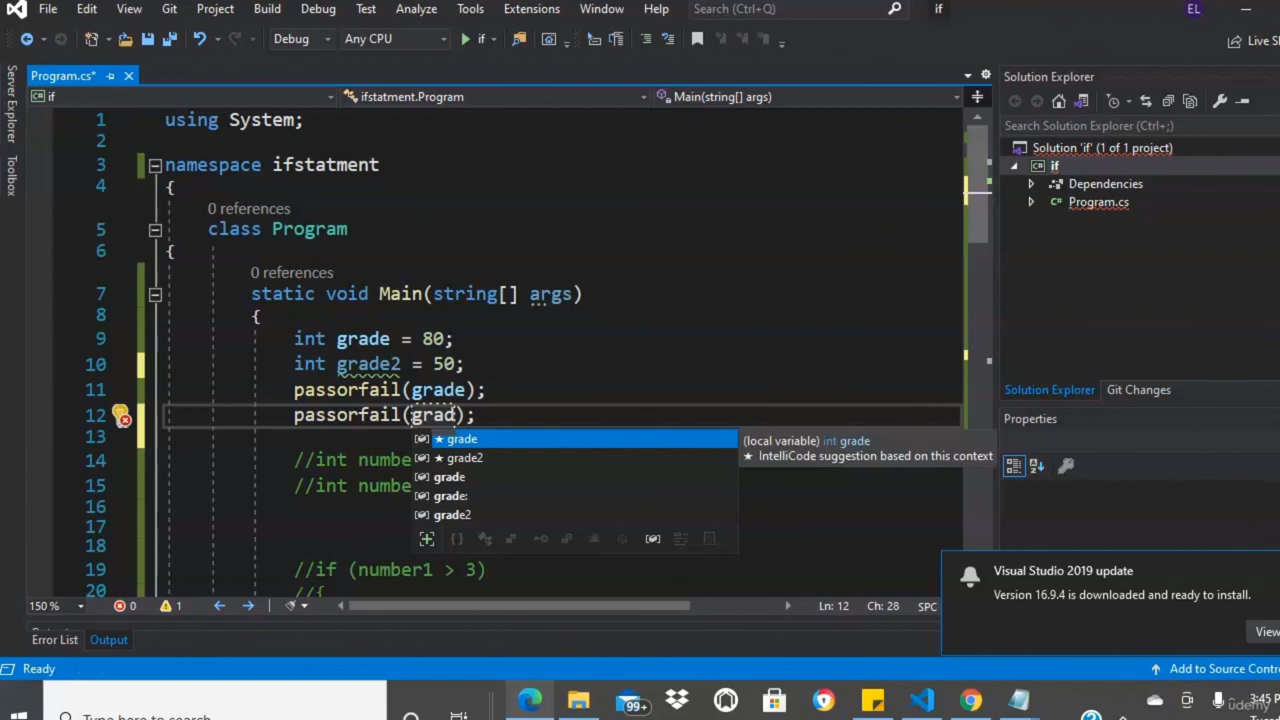 File Edit View Git Project Build Debug Test Analyze Tools Extensions Window Help Search (Ctrl+Q) if EL
Debug Any CPU if Live
Program.cs*
if ifstatment.Program Main(string[] args)
Server Explorer
Toolbox
1 using System;
2
3 namespace ifstatment
4 {
0 references
5 class Program
6 {
0 references
7 static void Main(string[] args)
8 {
9 int grade = 80;
10 int grade2 = 50;
11 passorfail(grade);
12 passorfail(grad);
13
14 //int numbe
15 //int numbe
16
17
18
19 //if (number1 > 3)
20 //{
★ grade
★ grade2
grade
grade:
grade2
(local variable) int grade
★ IntelliCode suggestion based on this context
Solution Explorer
Search Solution Explorer (Ctrl+;)
Solution 'if' (1 of 1 project)
C# if
Dependencies
C# Program.cs
Solution Explorer Git Changes
Properties
Visual Studio 2019 update
Version 16.9.4 is downloaded and ready to install.
View
150 % 0 1 Ln: 12 Ch: 28 SPC
Error List Output
Ready Add to Source Contr
Type here to search 99+ 3:45
Udemy